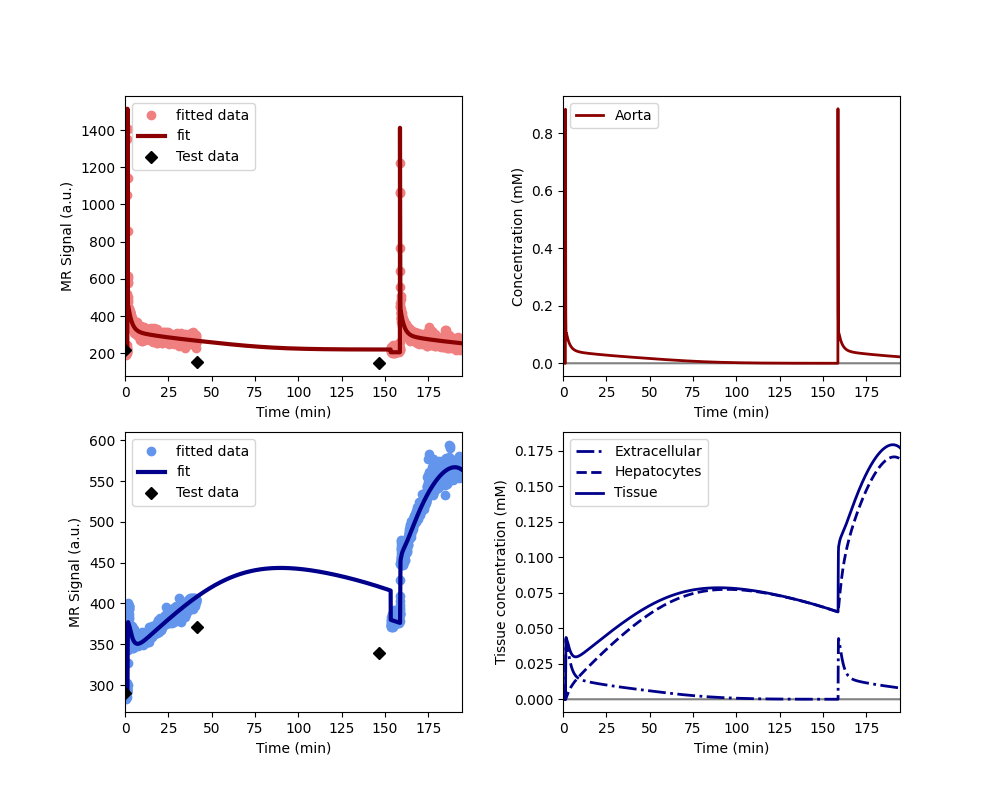 MR Signal (a.u.)
1400
1200
1000
800
600
400
200
fitted data
fit
Test data
0 25 50 75 100 125 150 175
Time (min)
Concentration (mM)
0.8
0.6
0.4
0.2
0.0
Aorta
0 25 50 75 100 125 150 175
Time (min)
MR Signal (a.u.)
600
550
500
450
400
350
300
fitted data
fit
Test data
0 25 50 75 100 125 150 175
Time (min)
Tissue concentration (mM)
0.175
0.150
0.125
0.100
0.075
0.050
0.025
0.000
Extracellular
Hepatocytes
Tissue
0 25 50 75 100 125 150 175
Time (min)